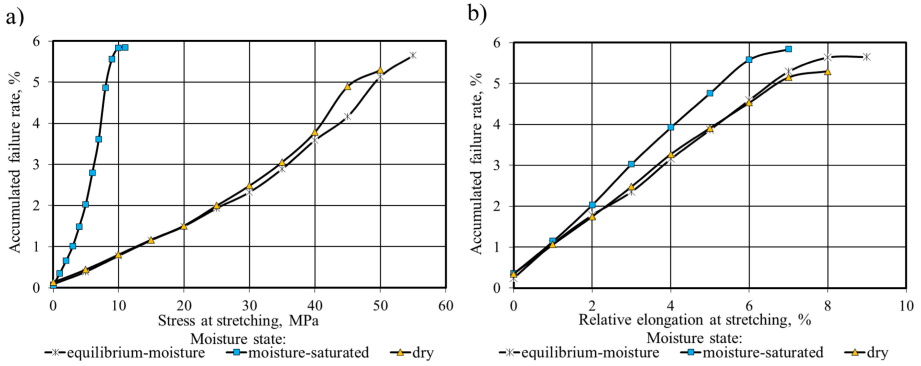 a)
Accumulated failure rate, %
6
5
4
3
2
1
0
0 10 20 30 40 50 60
Stress at stretching, MPa
Moisture state:
equilibrium-moisture moisture-saturated dry
b)
Accumulated failure rate, %
6
5
4
3
2
1
0
0 2 4 6 8 10
Relative elongation at stretching, %
Moisture state:
equilibrium-moisture moisture-saturated dry